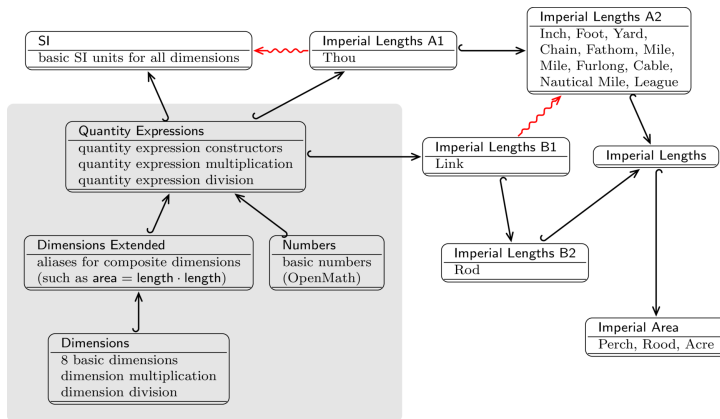 SI
basic SI units for all dimensions
Imperial Lengths A1
Thou
Imperial Lengths A2
Inch, Foot, Yard,
Chain, Fathom, Mile,
Mile, Furlong, Cable,
Nautical Mile, League
Quantity Expressions
quantity expression constructors
quantity expression multiplication
quantity expression division
Imperial Lengths B1
Link
Imperial Lengths
Dimensions Extended
aliases for composite dimensions
(such as area = length · length)
Numbers
basic numbers
(OpenMath)
Imperial Lengths B2
Rod
Dimensions
8 basic dimensions
dimension multiplication
dimension division
Imperial Area
Perch, Rood, Acre